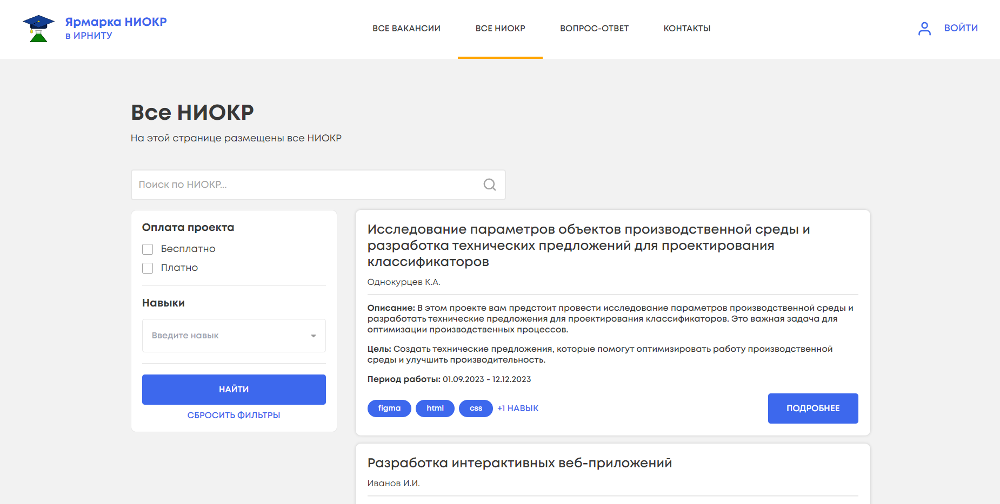 Ярмарка НИОКР
в ИРНИТУ
ВСЕ ВАКАНСИИ
ВСЕ НИОКР
ВОПРОС-ОТВЕТ
КОНТАКТЫ
ВОЙТИ
Все НИОКР
На этой странице размещены все НИОКР
Поиск по НИОКР...
Оплата проекта
Бесплатно
Платно
Навыки
Введите навык
НАЙТИ
СБРОСИТЬ ФИЛЬТРЫ
Исследование параметров объектов производственной среды и
разработка технических предложений для проектирования
классификаторов
Однокурцев К.А.
Описание: В этом проекте вам предстоит провести исследование параметров производственной среды и
разработать технические предложения для проектирования классификаторов. Это важная задача для
оптимизации производственных процессов.
Цель: Создать технические предложения, которые помогут оптимизировать работу производственной
среды и улучшить производительность.
Период работы: 01.09.2023 - 12.12.2023
figma
html
css
+1 НАВЫК
ПОДРОБНЕЕ
Разработка интерактивных веб-приложений
Иванов И.И.